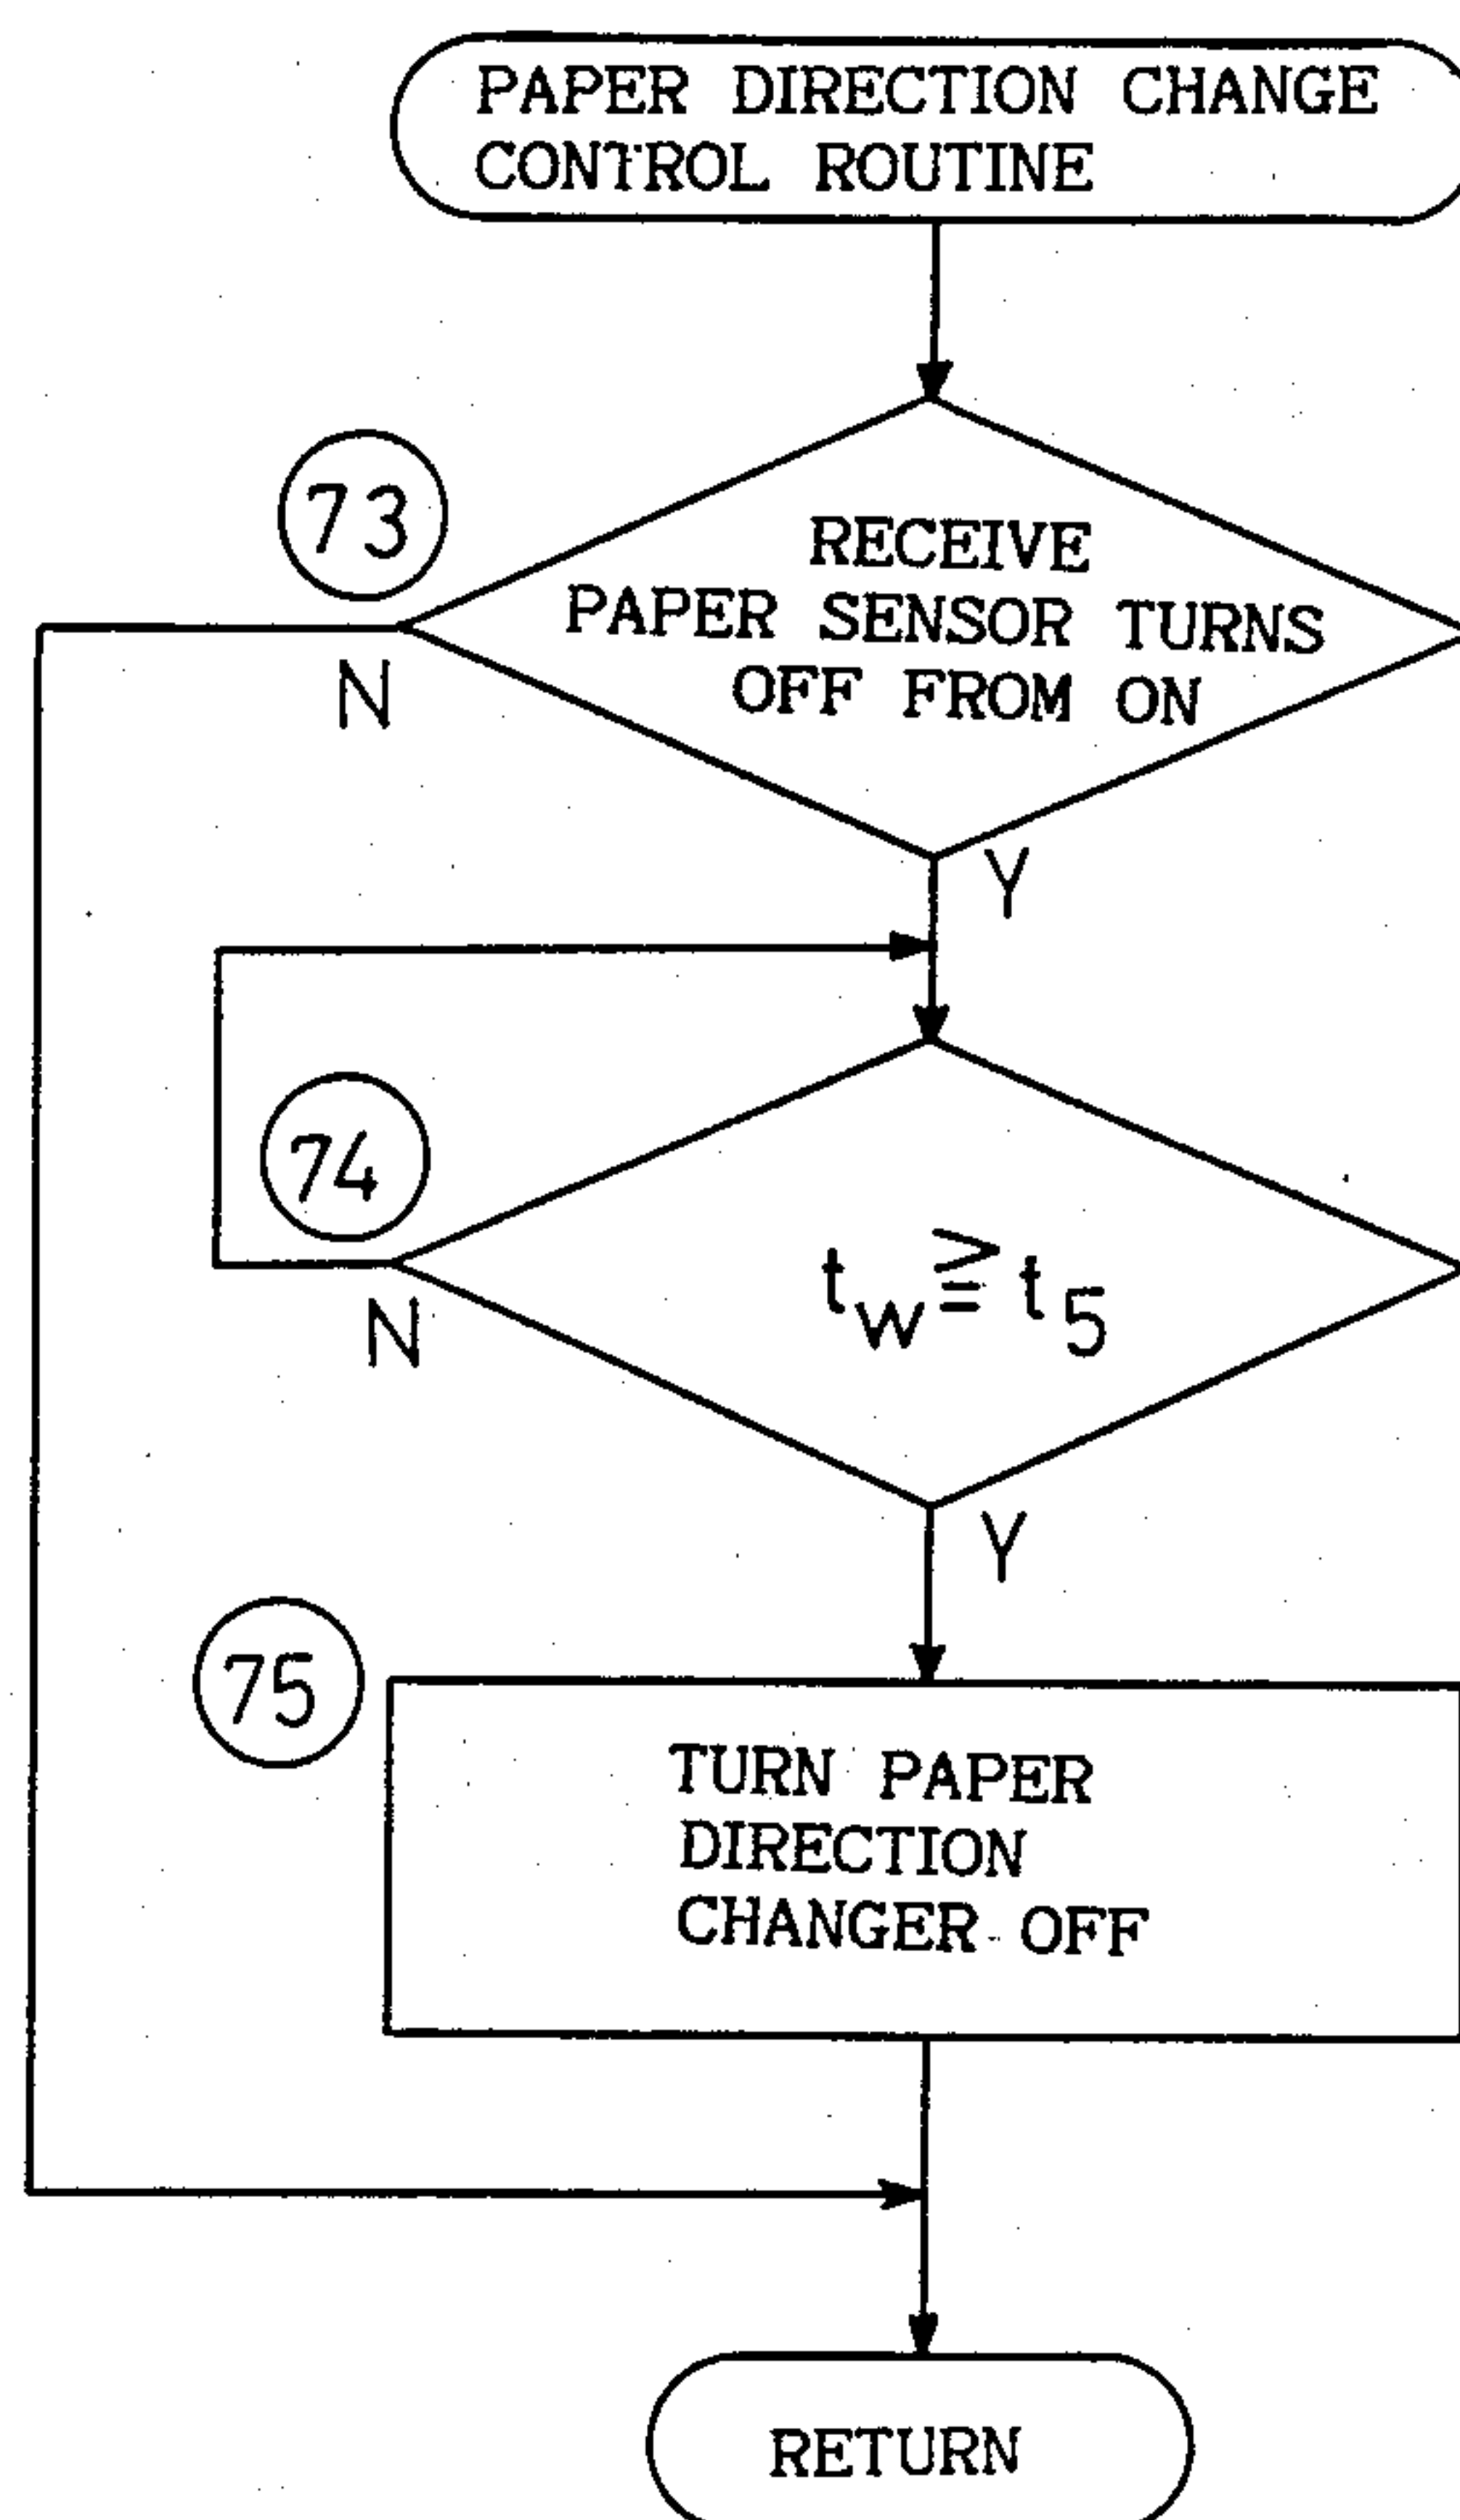 PAPER DIRECTION CHANGE
CONTROL ROUTINE
73
RECEIVE
PAPER SENSOR TURNS
OFF FROM ON
N
Y
74
tw≧t5
N
Y
75
TURN PAPER
DIRECTION
CHANGER OFF
RETURN